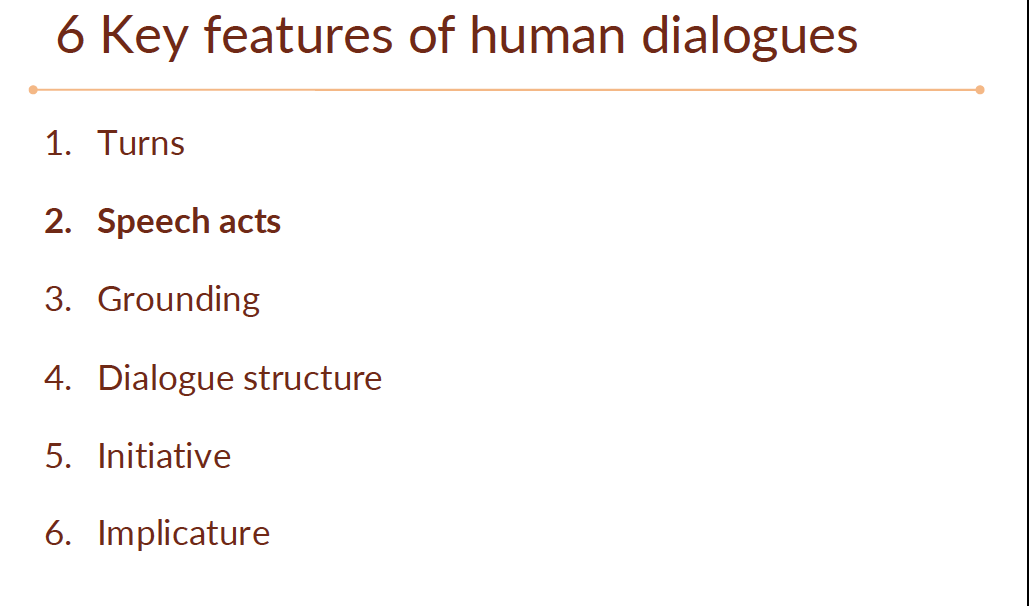 6 Key features of human dialogues
1. Turns
2. Speech acts
3. Grounding
4. Dialogue structure
5. Initiative
6. Implicature